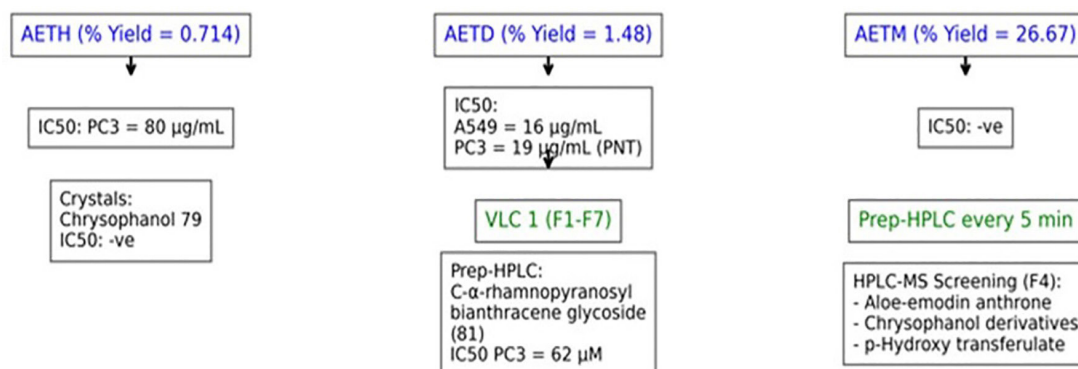 AETH (% Yield = 0.714)
IC50: PC3 = 80 µg/mL
Crystals:
Chrysophanol 79
IC50: -ve
AETD (% Yield = 1.48)
IC50:
A549 = 16 µg/mL
PC3 = 19 µg/mL (PNT)
VLC 1 (F1-F7)
Prep-HPLC:
C-α-rhamnopyranosyl
bianthracene glycoside
(81)
IC50 PC3 = 62 µM
AETM (% Yield = 26.67)
IC50: -ve
Prep-HPLC every 5 min
HPLC-MS Screening (F4):
- Aloe-emodin anthrone
- Chrysophanol derivatives
- p-Hydroxy transferulate